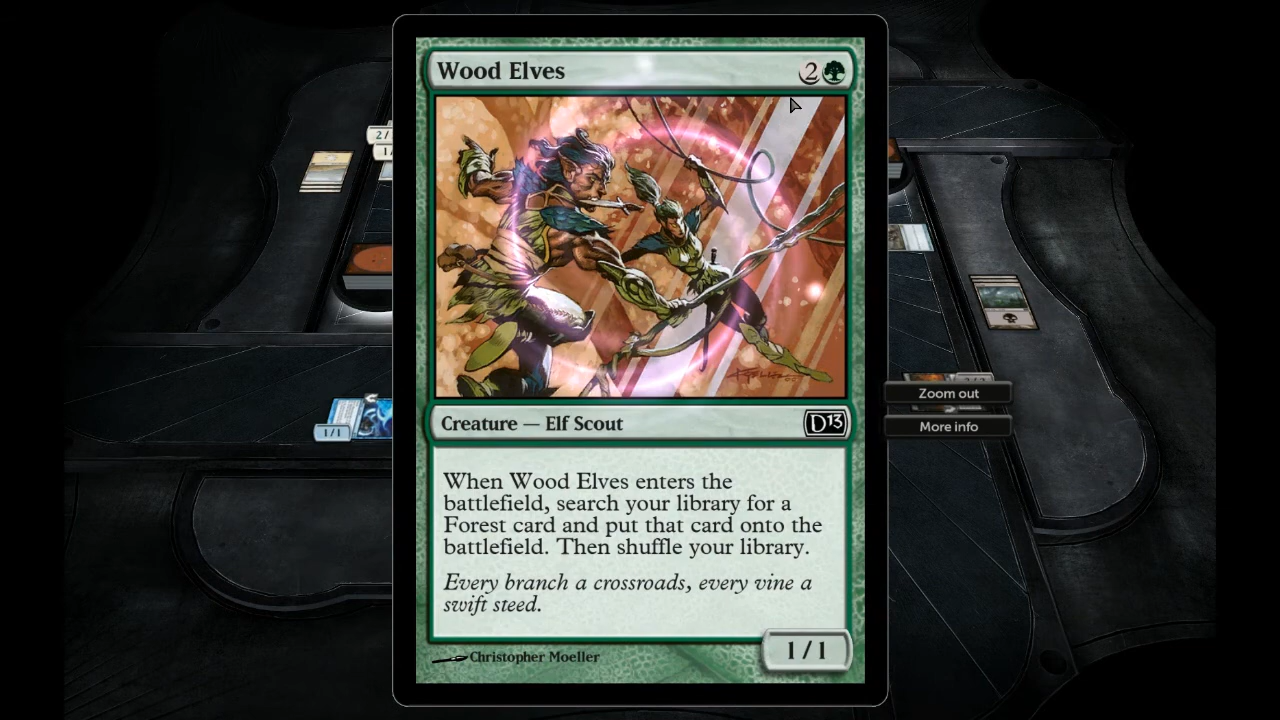 Wood Elves 2
Creature — Elf Scout D13
When Wood Elves enters the
battlefield, search your library for a
Forest card and put that card onto the
battlefield. Then shuffle your library.
Every branch a crossroads, every vine a
swift steed.
Christopher Moeller
1/1
Zoom out
More info
1/1
2/
1/